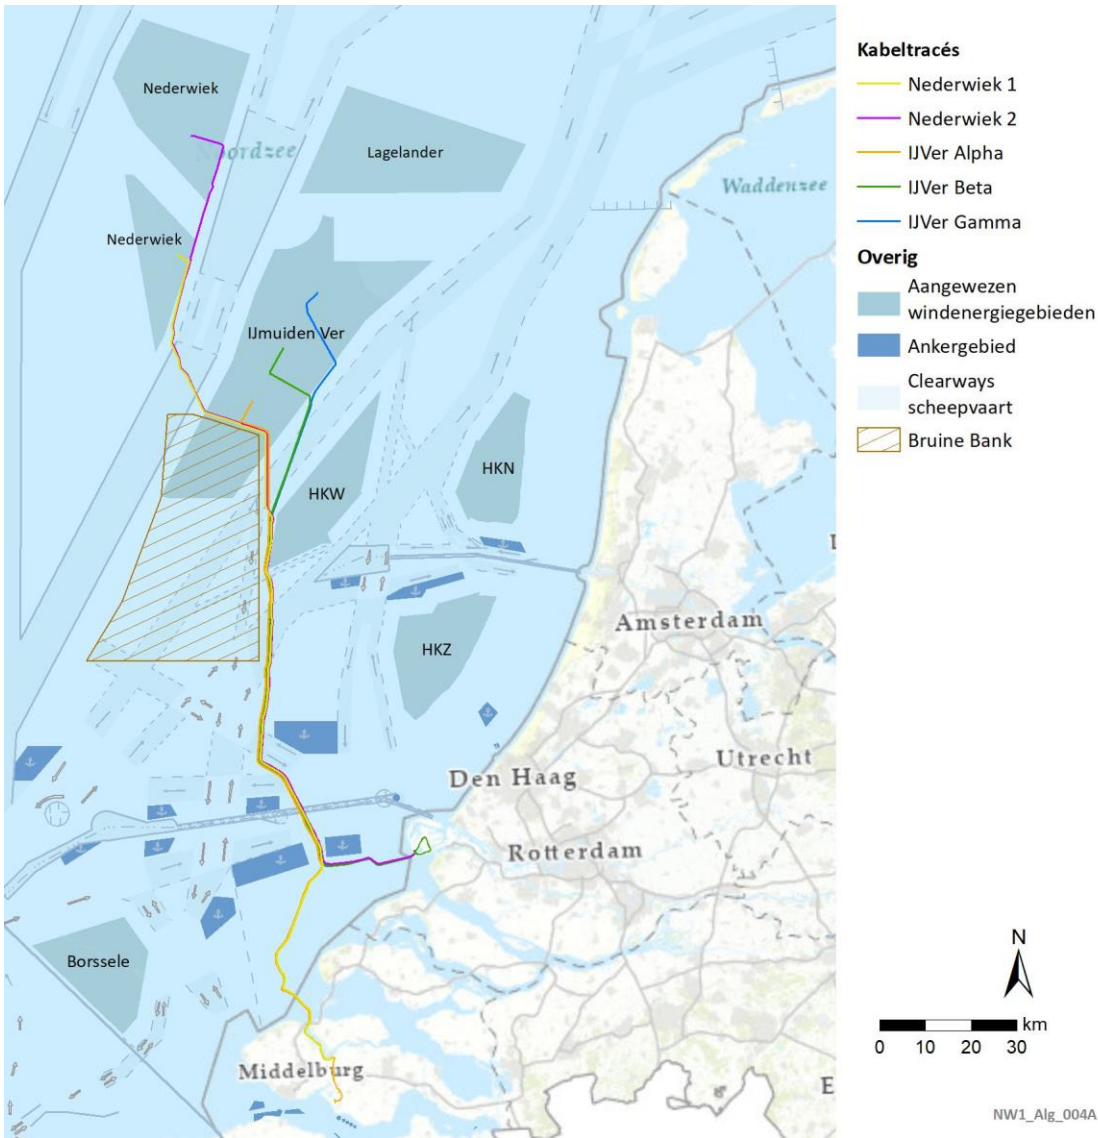 Nederwiek
Noordzee
Lagelander
Waddenzee
Nederwiek
IJmuiden Ver
HKN
HKW
Amsterdam
HKZ
Utrecht
Den Haag
Rotterdam
Borssele
Middelburg
E
Kabeltracés
Nederwiek 1
Nederwiek 2
IJVer Alpha
IJVer Beta
IJVer Gamma
Overig
Aangewezen
windenergiegebieden
Ankergebied
Clearways
scheepvaart
Bruine Bank
N
km
0 10 20 30
NW1_Alg_004A